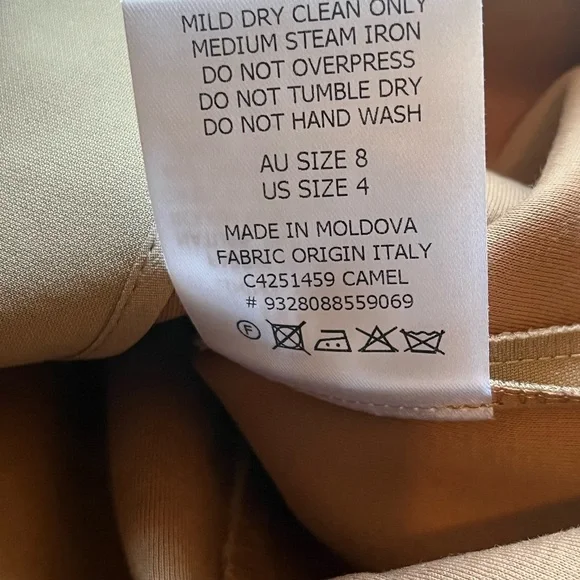 MILD DRY CLEAN ONLY
MEDIUM STEAM IRON
DO NOT OVERPRESS
DO NOT TUMBLE DRY
DO NOT HAND WASH
AU SIZE 8
US SIZE 4
MADE IN MOLDOVA
FABRIC ORIGIN ITALY
C4251459 CAMEL
# 9328088559069
F